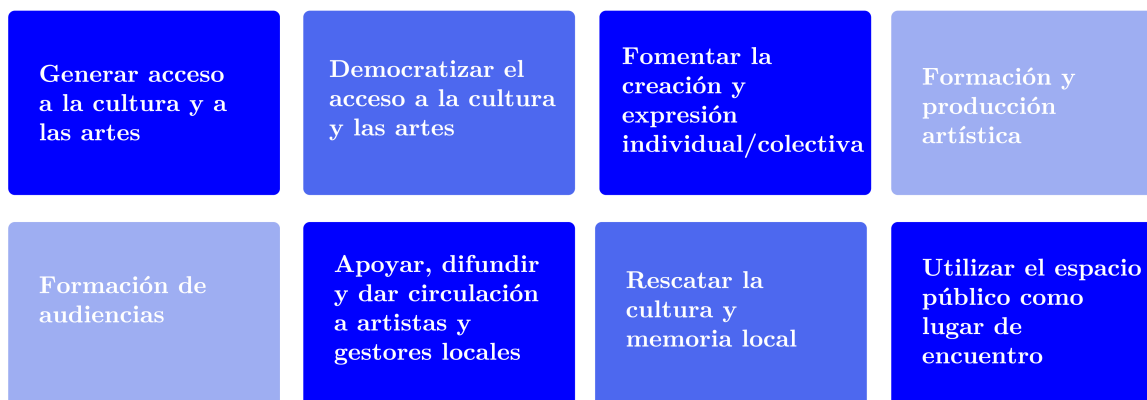 Generar acceso
a la cultura y a
las artes
Democratizar el
acceso a la cultura
y las artes
Fomentar la
creación y
expresión
individual/colectiva
Formación y
producción
artística
Formación de
audiencias
Apoyar, difundir
y dar circulación
a artistas y
gestores locales
Rescatar la
cultura y
memoria local
Utilizar el espacio
público como
lugar de
encuentro